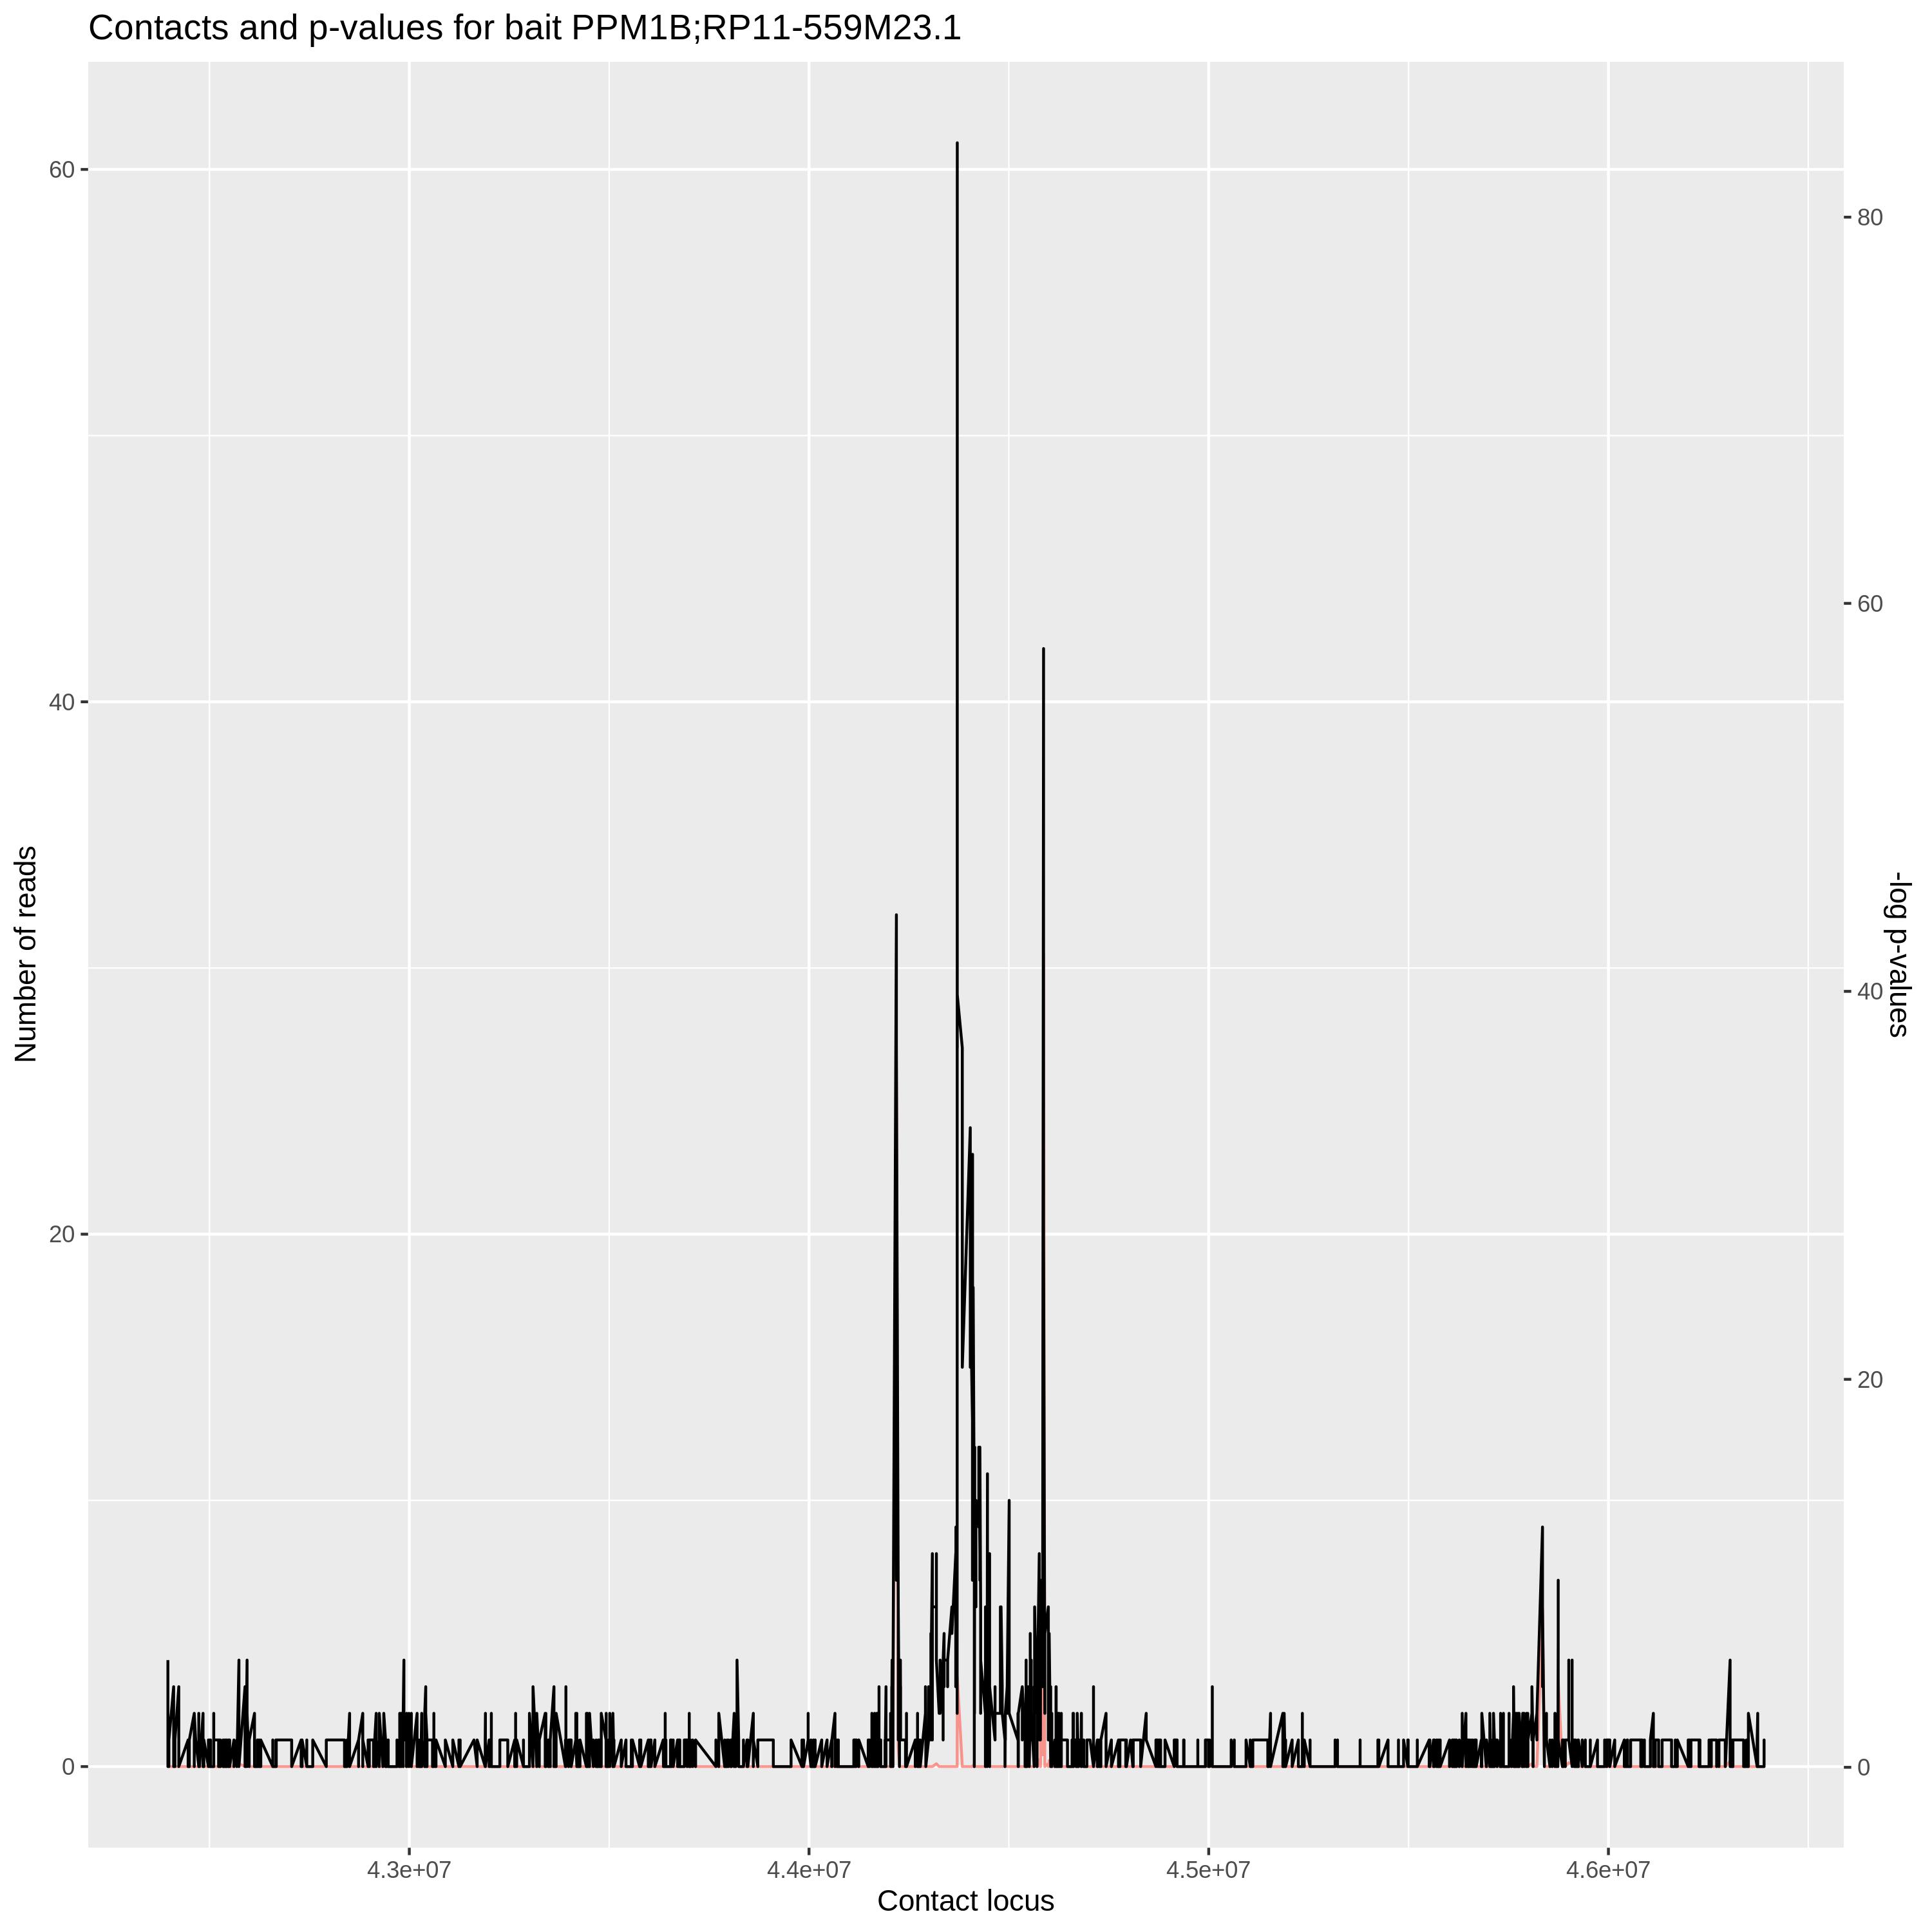 Contacts and p-values for bait PPM1B;RP11-559M23.1
60
40
20
0
Number of reads
80
60
40
20
0
-log p-values
4.3e+07
4.4e+07
4.5e+07
4.6e+07
Contact locus